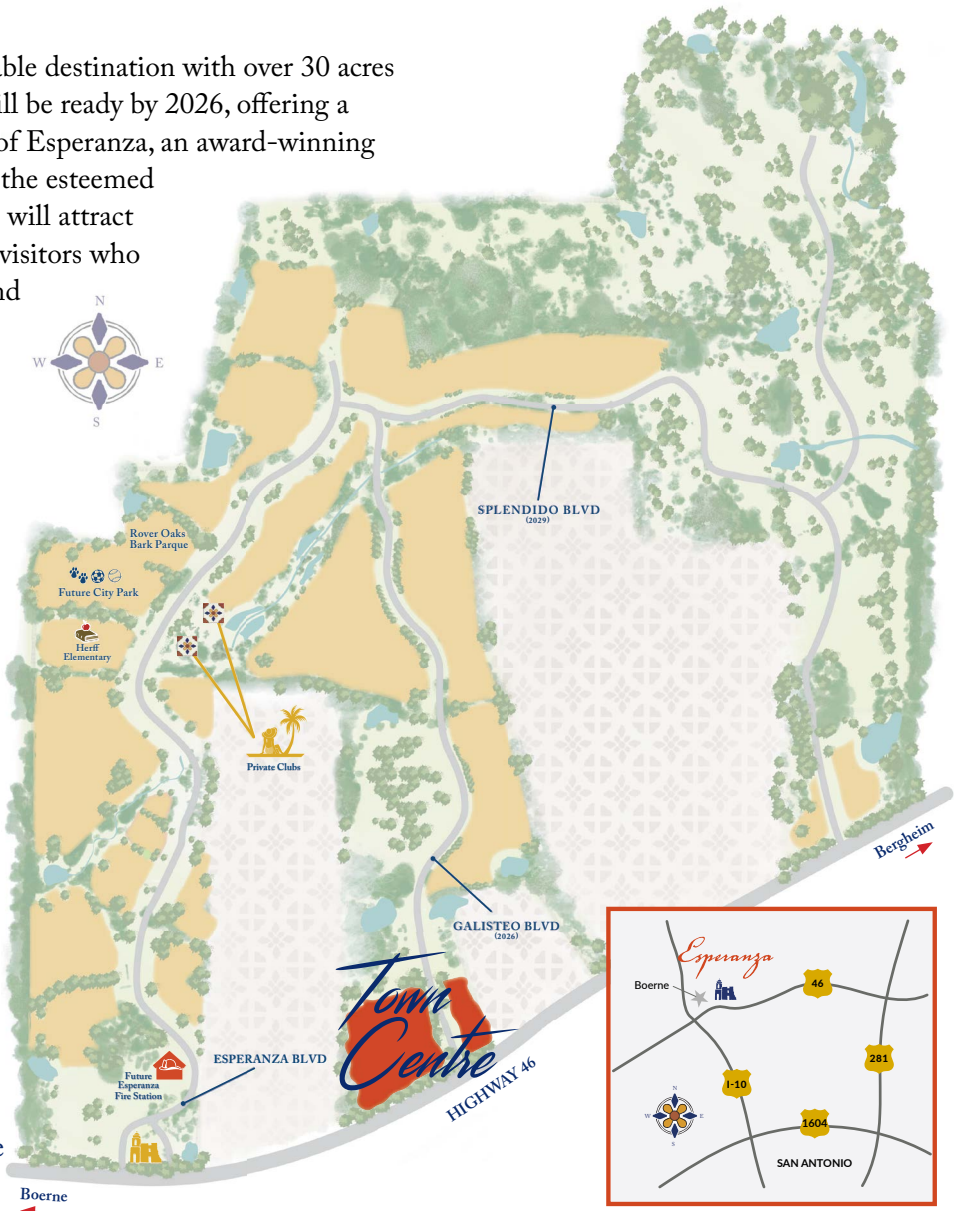 able destination with over 30 acres
ill be ready by 2026, offering a
of Esperanza, an award-winning
the esteemed
will attract
visitors who
nd
N
W E
S
SPLENDIDO BLVD
(2029)
Rover Oaks
Bark Parque
Future City Park
Herff
Elementary
Private Clubs
Bergheim
GALISTEO BLVD
(2026)
Town
Centre
HIGHWAY 46
ESPERANZA BLVD
Future
Esperanza
Fire Station
e
Boerne
Esperanza
Boerne
46
281
I-10
N
W E
S
1604
SAN ANTONIO